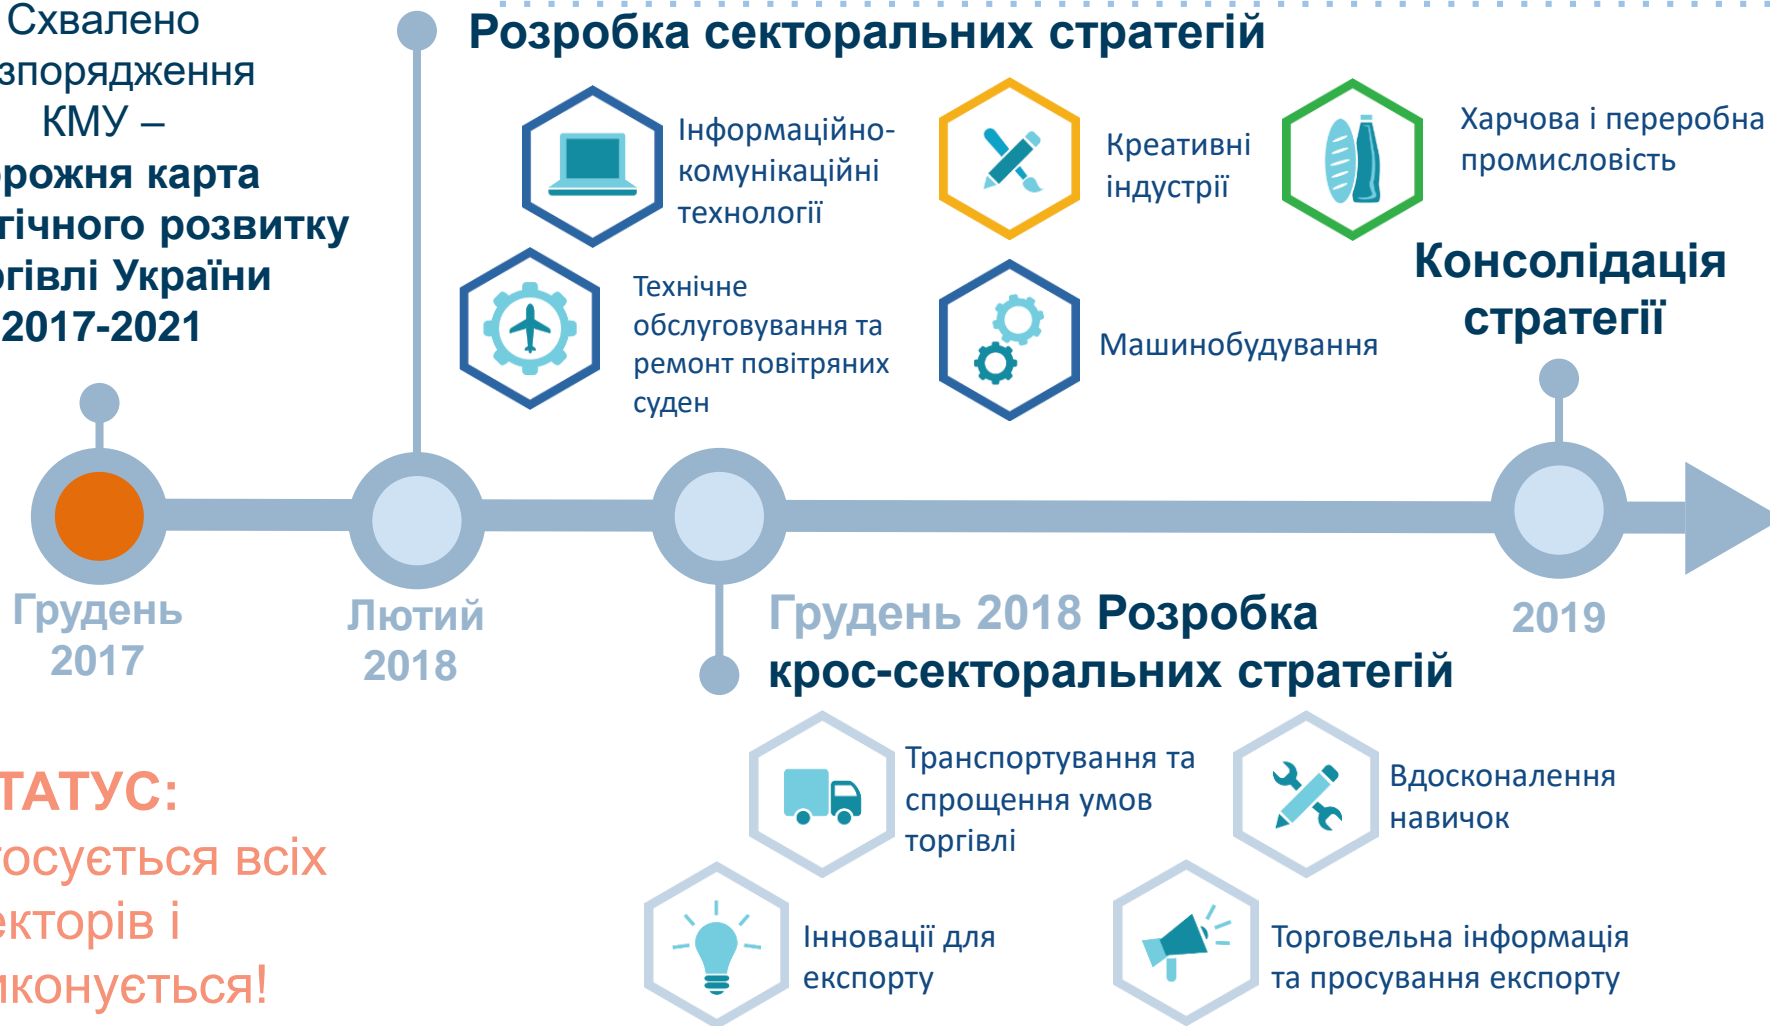 Схвалено
зпорядження
КМУ –
орожня карта
гічного розвитку
ргівлі України
2017-2021
Розробка секторальних стратегій
Інформаційно-
комунікаційні
технології
Креативні
індустрії
Харчова і переробна
промисловість
Технічне
обслуговування та
ремонт повітряних
суден
Машинобудування
Консолідація
стратегії
Грудень
2017
Лютий
2018
Грудень 2018 Розробка
крос-секторальних стратегій
2019
Транспортування та
спрощення умов
торгівлі
Вдосконалення
навичок
Інновації для
експорту
Торговельна інформація
та просування експорту
ТАТУС:
тосується всіх
екторів і
иконується!